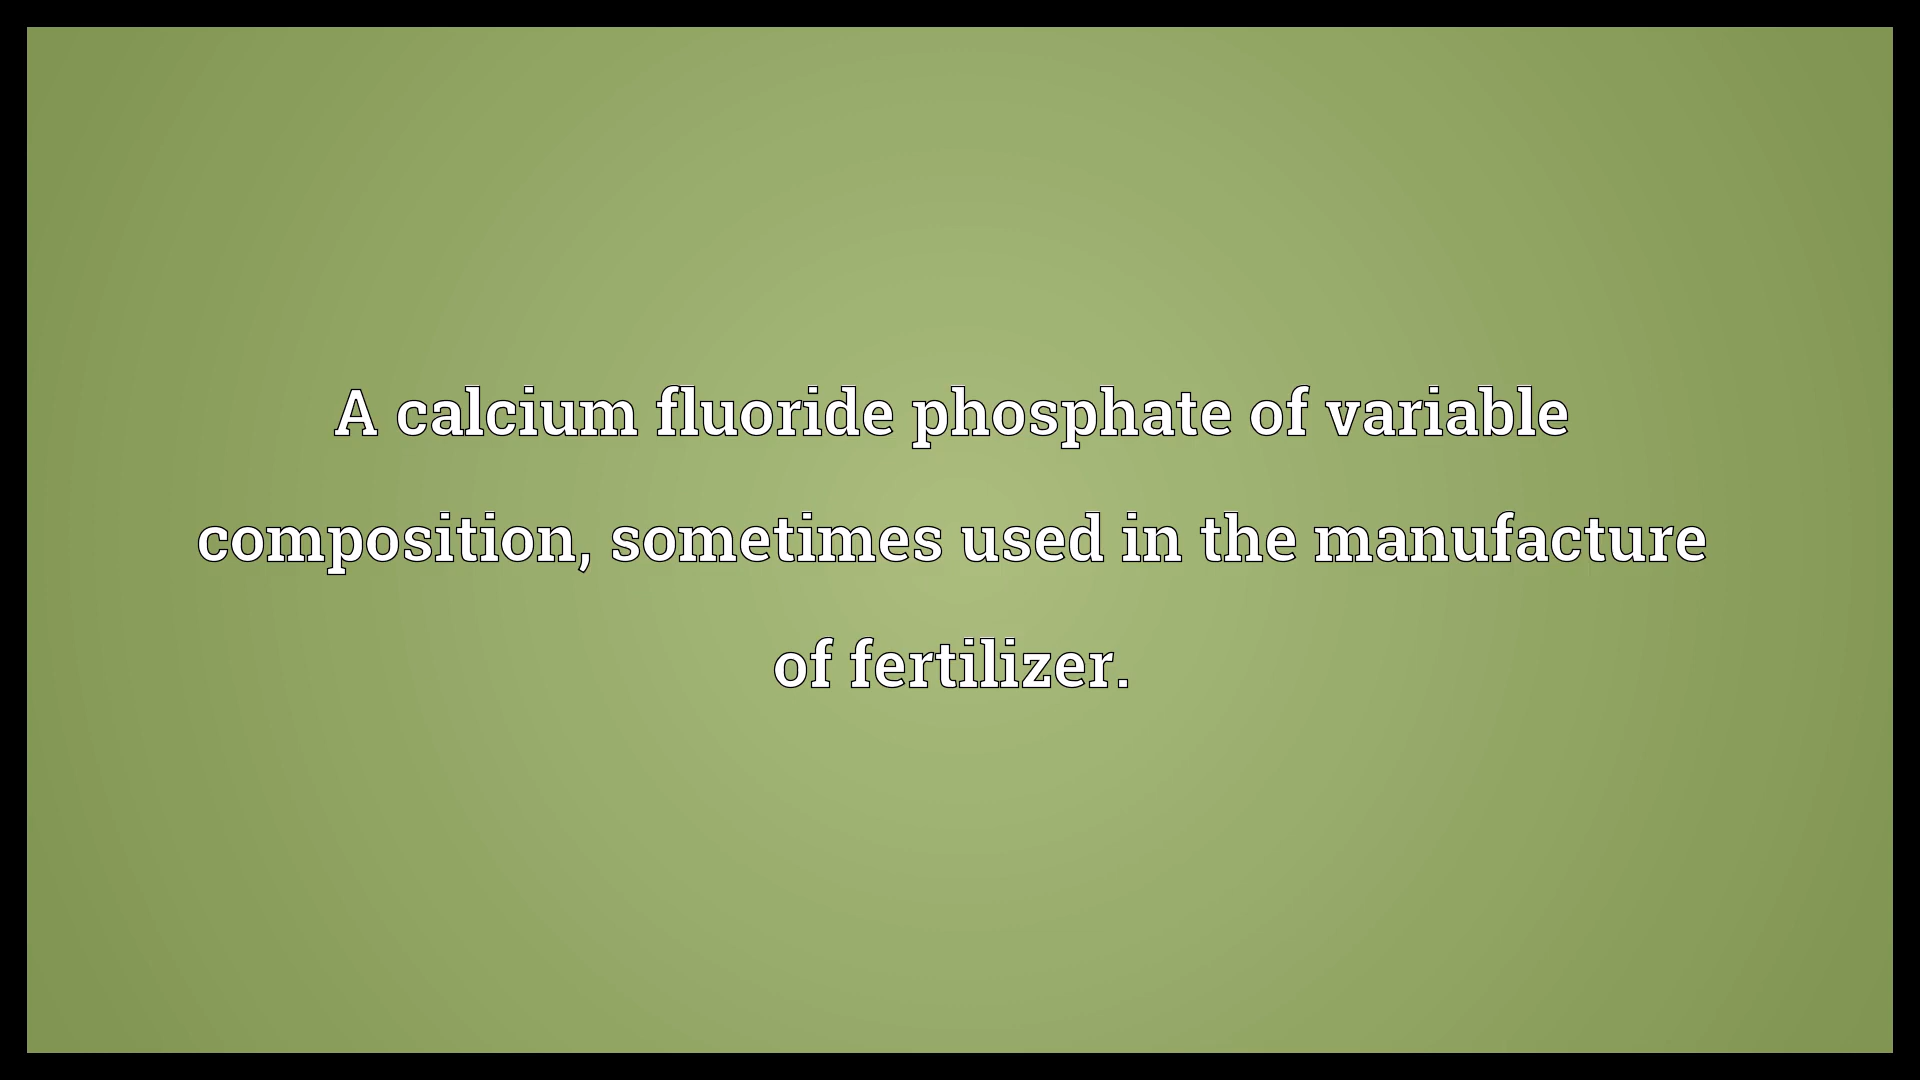 A calcium fluoride phosphate of variable
composition, sometimes used in the manufacture
of fertilizer.